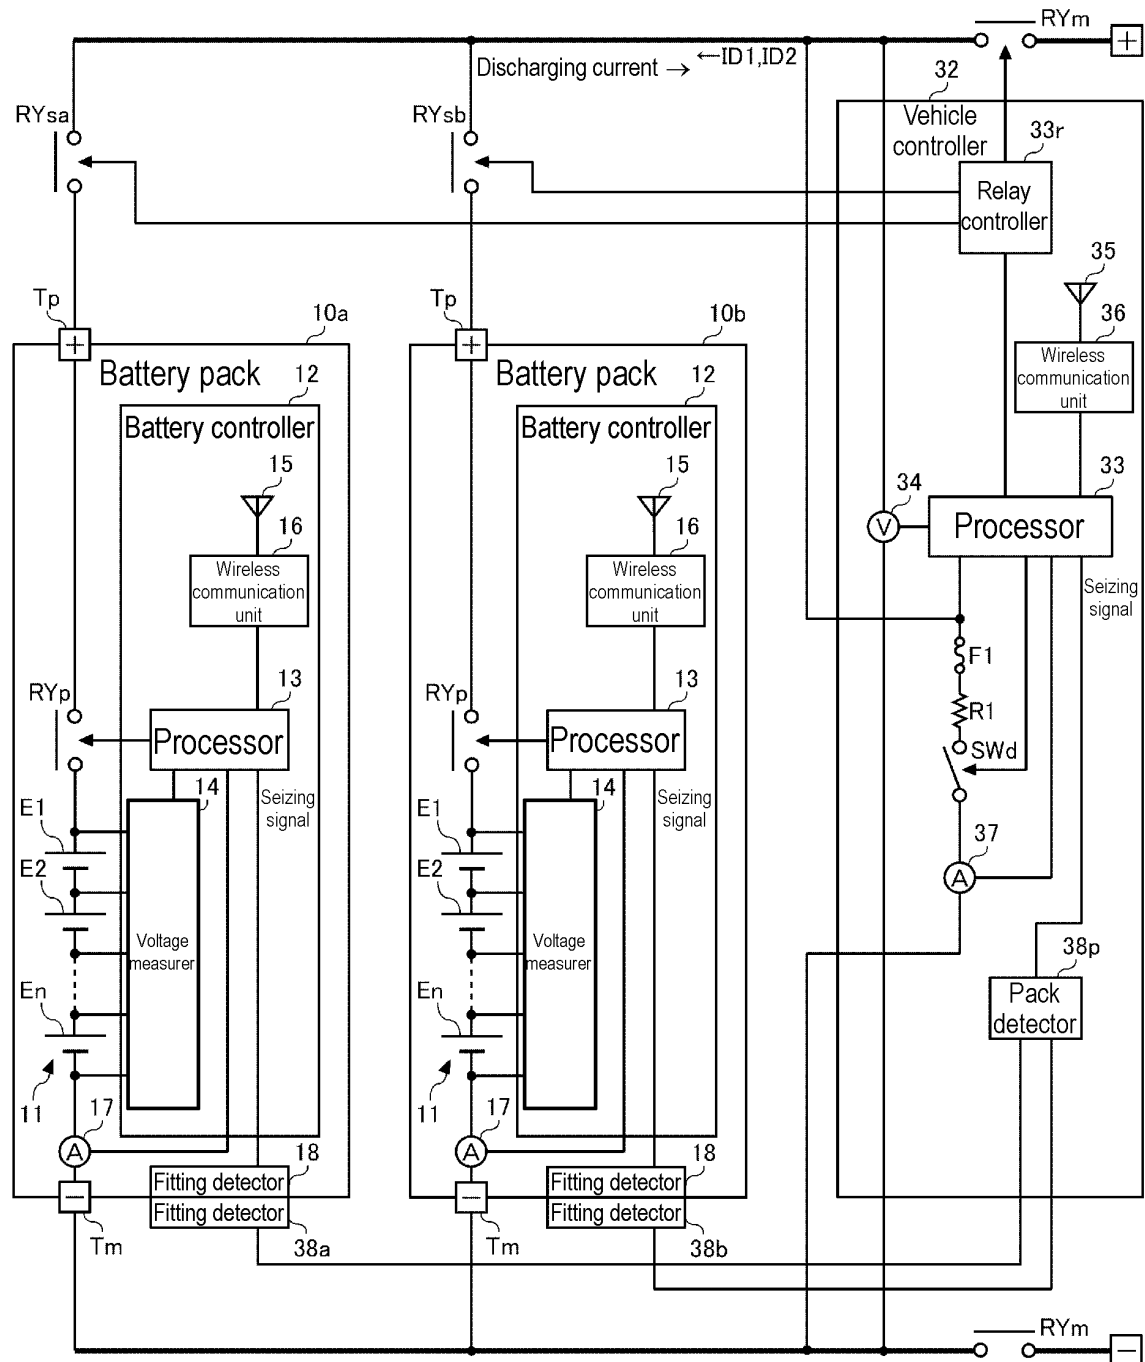 RYm
+
Discharging current → ←ID1,ID2
32
RYsa
RYsb
Vehicle
controller
33r
Relay
controller
35
Tp
10a
Tp
10b
36
+
+
Battery pack
12
Battery pack
12
Wireless
communication
unit
Battery controller
Battery controller
15
15
34
33
16
16
V
Processor
Wireless
communication
unit
Wireless
communication
unit
Seizing
signal
F1
RYp
13
RYp
13
R1
Processor
Processor
SWd
14
Seizing
signal
14
Seizing
signal
E1
E1
37
E2
E2
A
Voltage
measurer
Voltage
measurer
38p
En
En
Pack
detector
11
17
11
17
A
18
A
18
Fitting detector
Fitting detector
−
Fitting detector
−
Fitting detector
Tm
38a
Tm
38b
RYm
−